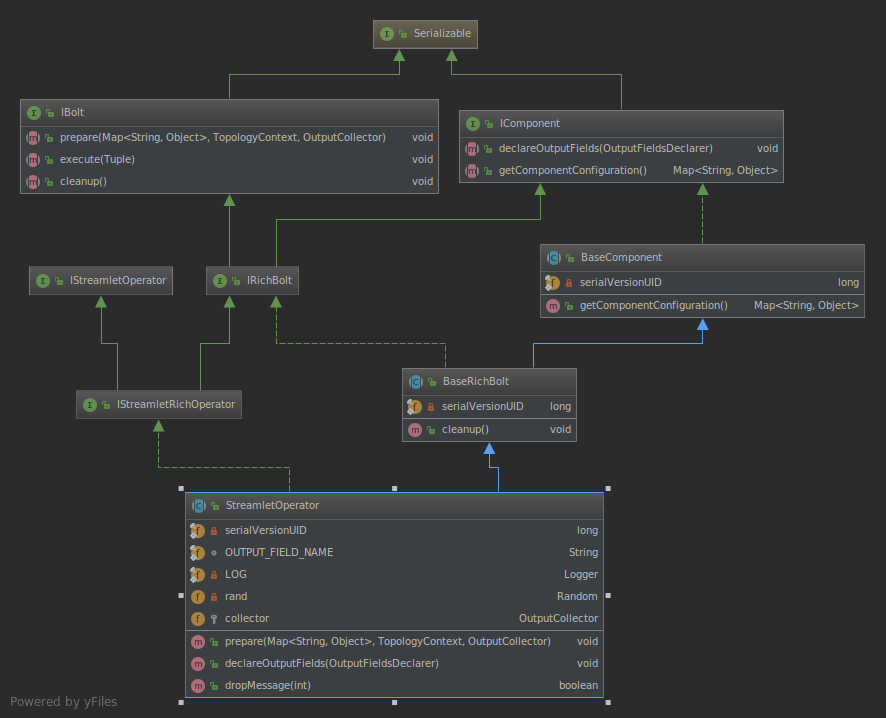 Serializable
IBolt
prepare(Map<String, Object>, TopologyContext, OutputCollector) void
execute(Tuple) void
cleanup() void
IComponent
declareOutputFields(OutputFieldsDeclarer) void
getComponentConfiguration() Map<String, Object>
IStreamletOperator
IRichBolt
BaseComponent
serialVersionUID long
getComponentConfiguration() Map<String, Object>
IStreamletRichOperator
BaseRichBolt
serialVersionUID long
cleanup() void
StreamletOperator
serialVersionUID long
OUTPUT_FIELD_NAME String
LOG Logger
rand Random
collector OutputCollector
prepare(Map<String, Object>, TopologyContext, OutputCollector) void
declareOutputFields(OutputFieldsDeclarer) void
dropMessage(int) boolean
Powered by yFiles